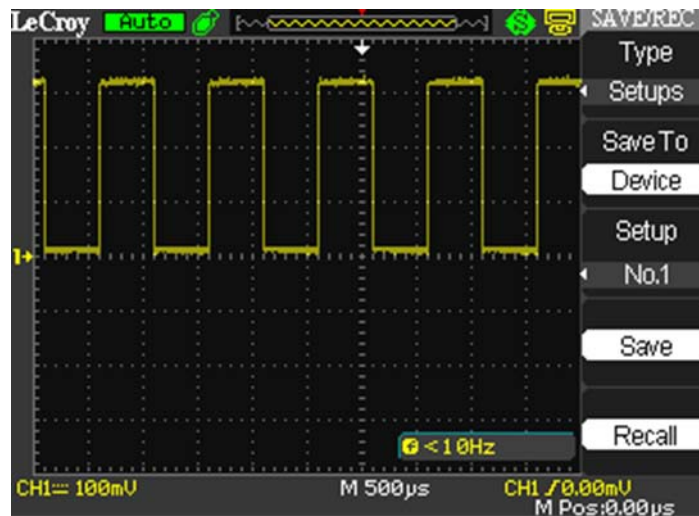 LeCroy Auto S SAVE/REC
Type
Setups
Save To
Device
Setup
No.1
Save
Recall
1
f <10Hz
CH1 100mV M 500µs CH1 0.00mV
M Pos:0.00µs